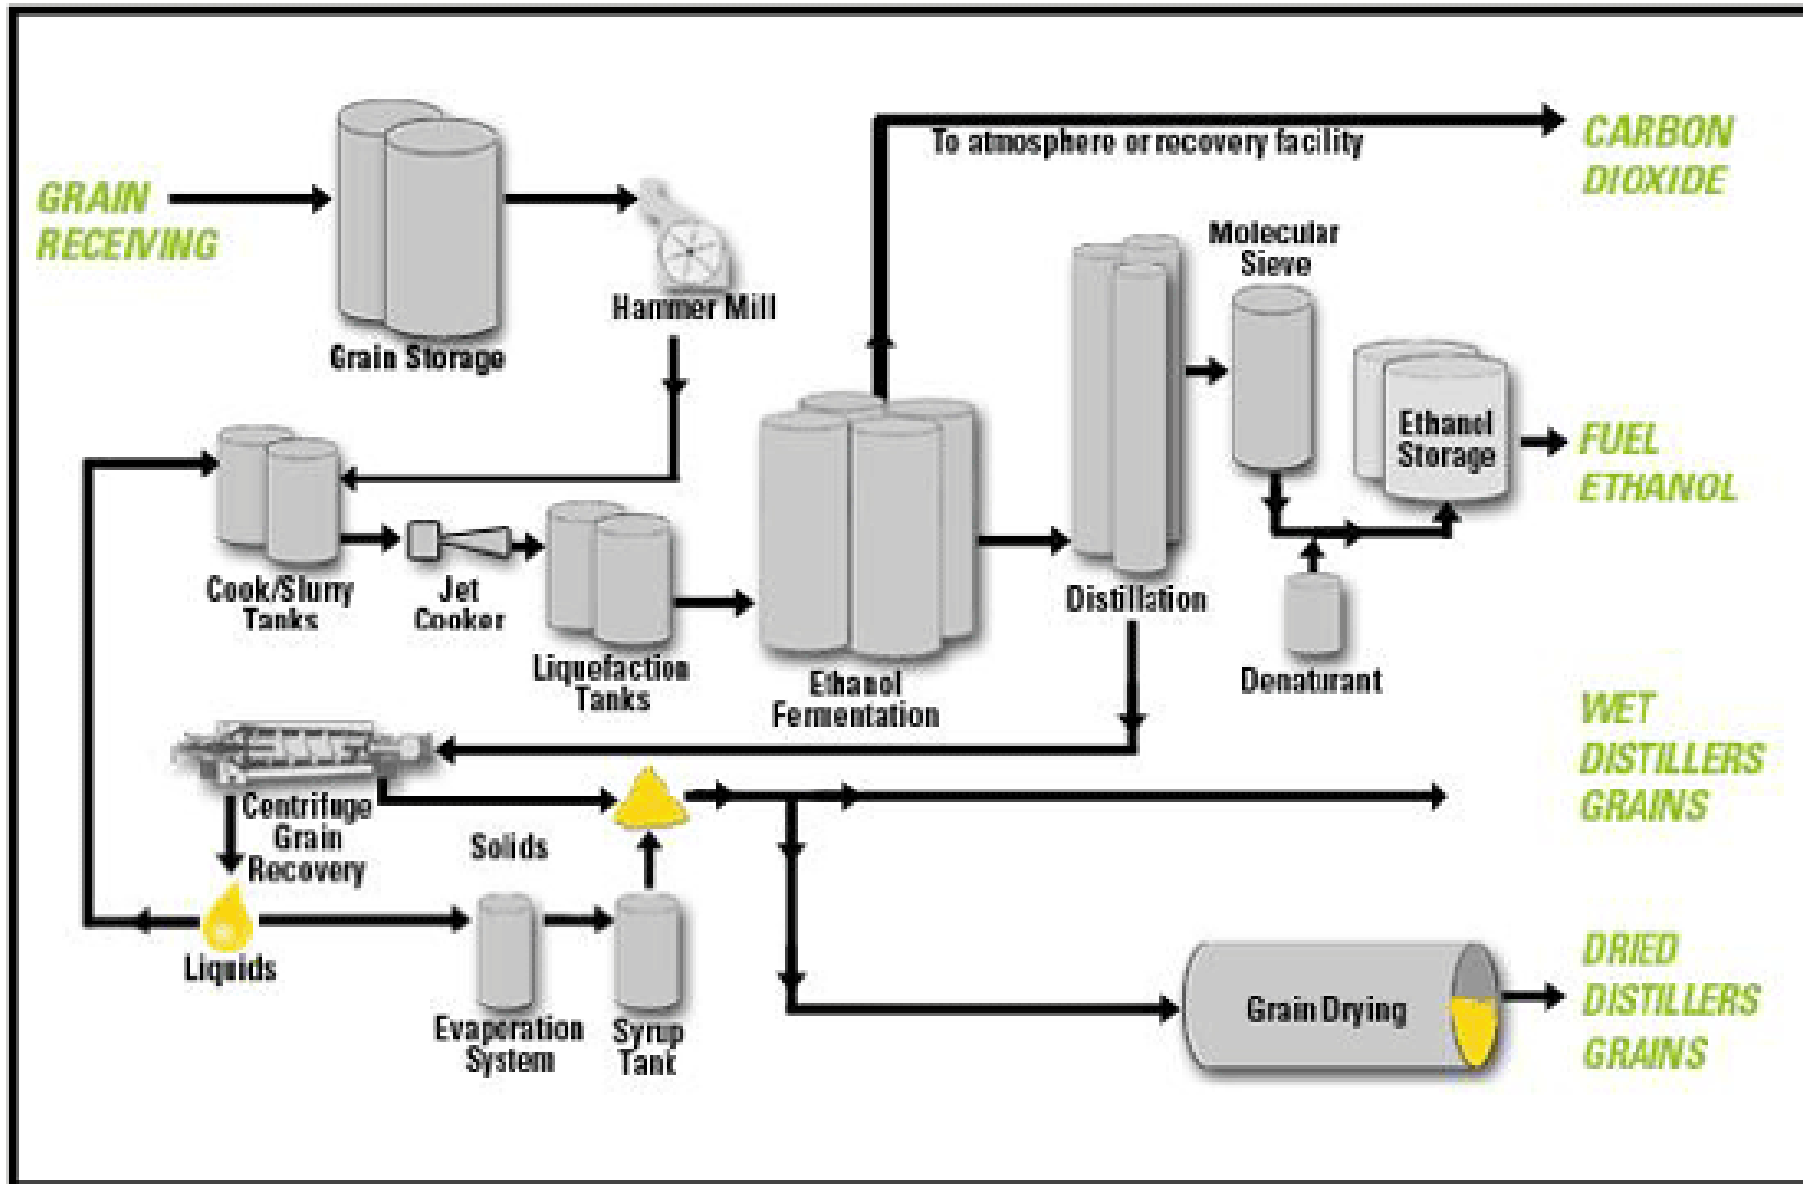 GRAIN
RECEIVING
Grain Storage
Hammer Mill
To atmosphere or recovery facility
CARBON
DIOXIDE
Molecular
Sieve
Ethanol
Storage
FUEL
ETHANOL
Cook/Slurry
Tanks
Jet
Cooker
Liquefaction
Tanks
Ethanol
Fermentation
Distillation
Denaturant
WET
DISTILLERS
GRAINS
Centrifuge
Grain
Recovery
Solids
Liquids
Evaporation
System
Syrup
Tank
Grain Drying
DRIED
DISTILLERS
GRAINS